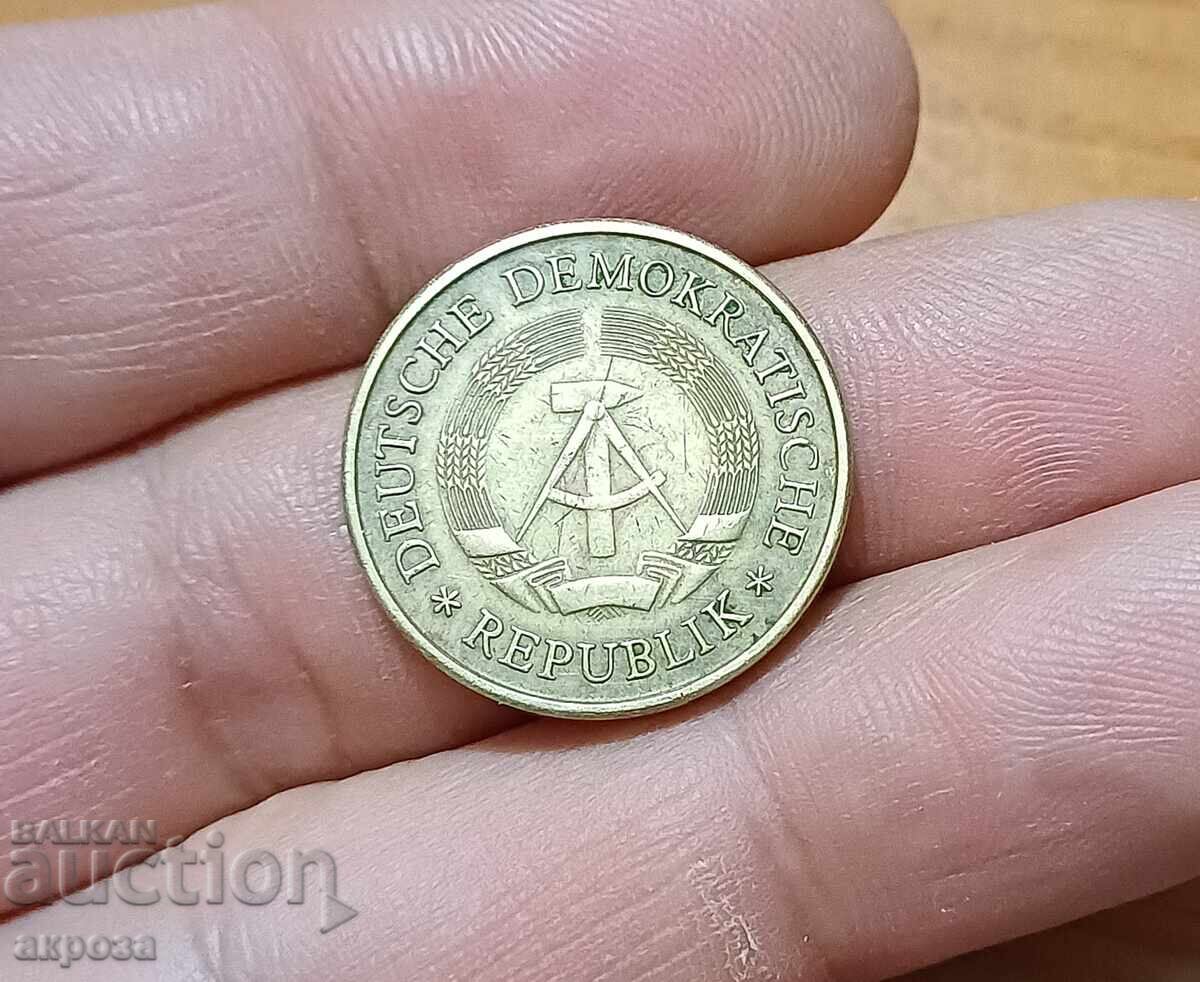 DEUTSCHE DEMOKRATISCHE
* REPUBLIK *
BALKAN
auction
акроза